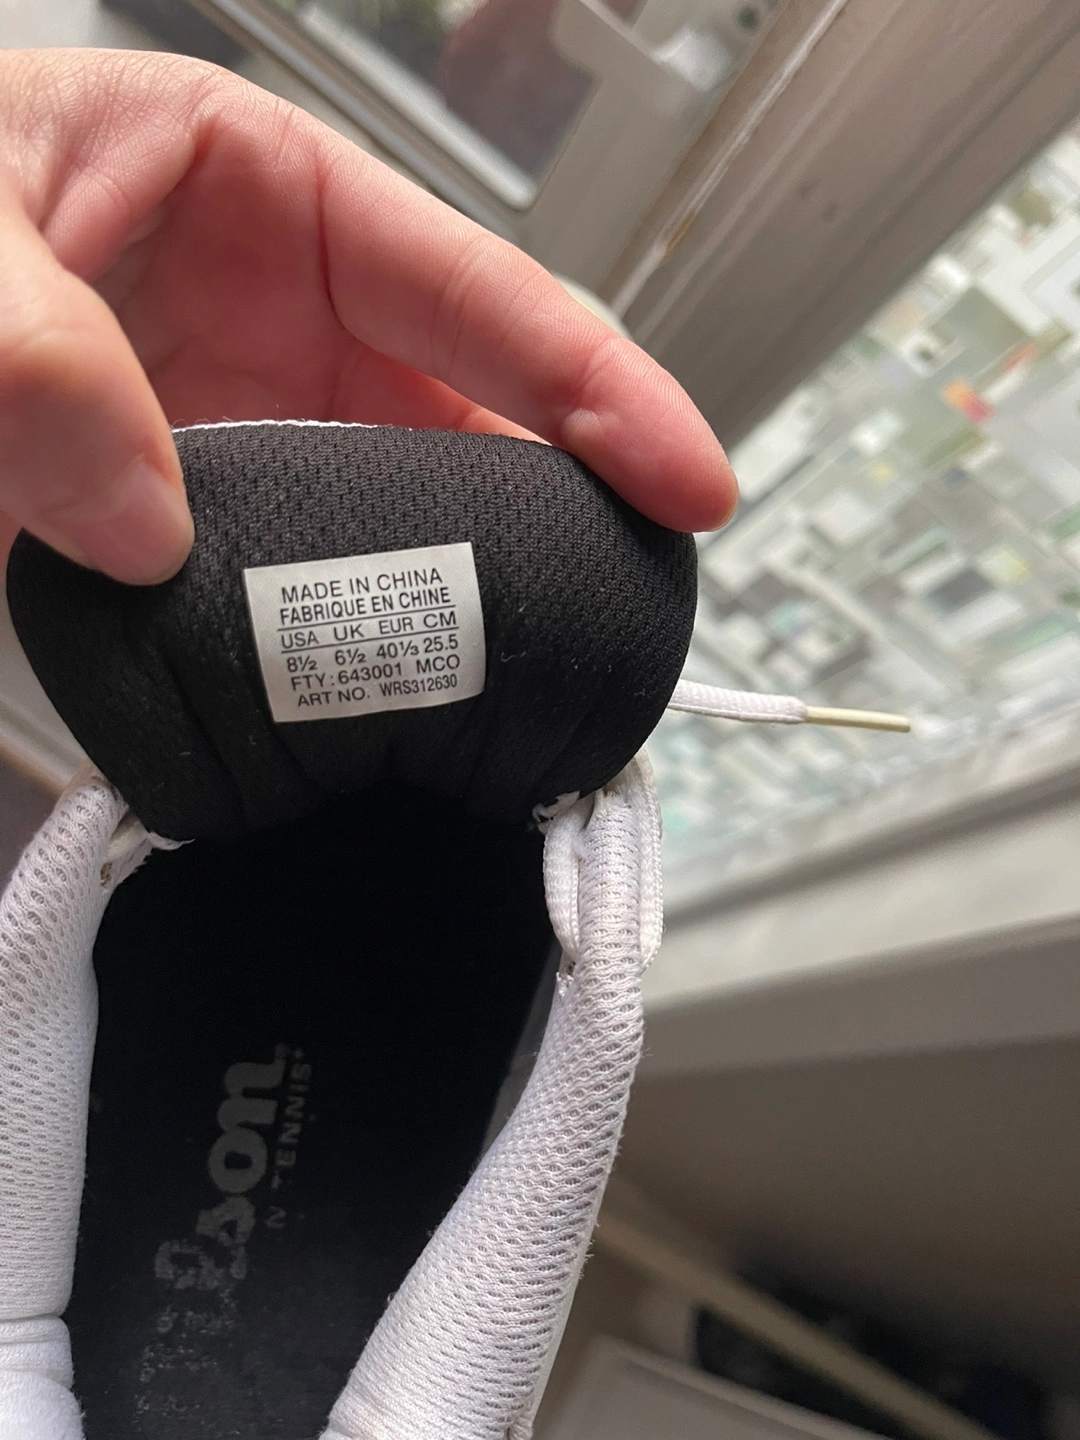 MADE IN CHINA
FABRIQUE EN CHINE
USA UK EUR CM
8½ 6½ 40⅓ 25.5
FTY: 643001 MCO
ART NO. WRS312630
TENNIS